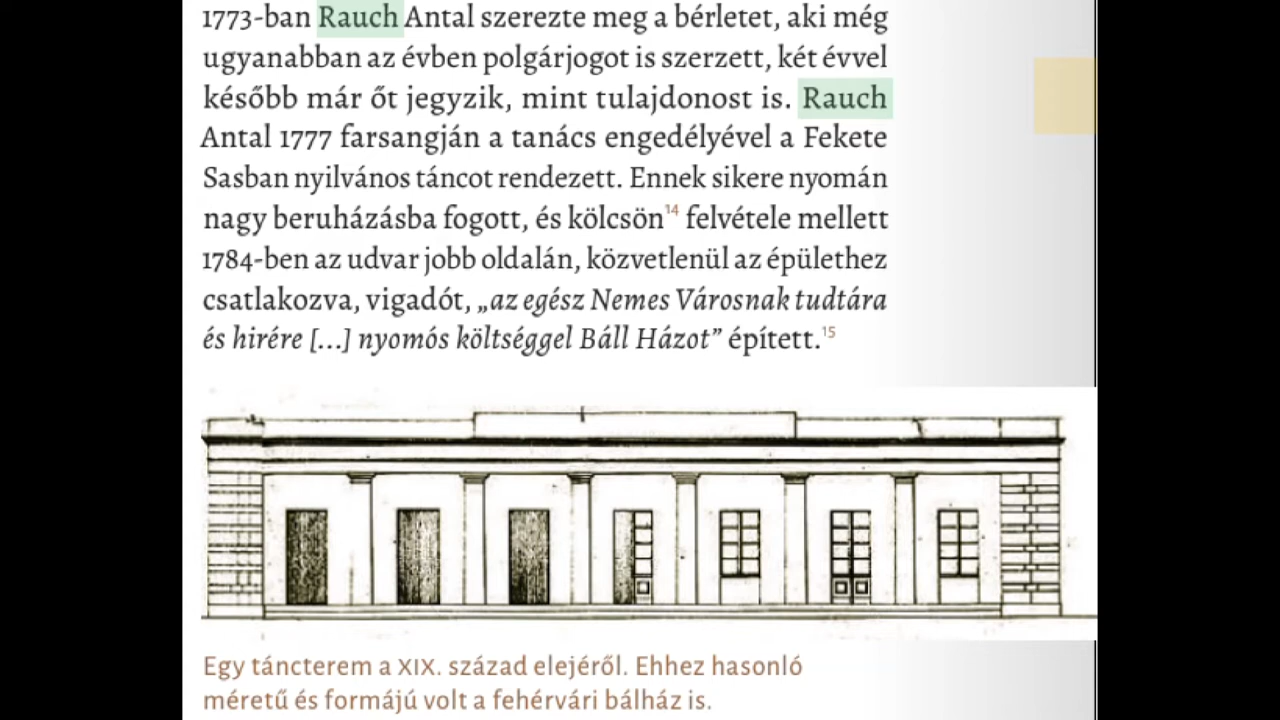 1773-ban Rauch Antal szerezte meg a bérletet, aki még
ugyanabban az évben polgárjogot is szerzett, két évvel
később már őt jegyzik, mint tulajdonost is. Rauch
Antal 1777 farsangján a tanács engedélyével a Fekete
Sasban nyilvános táncot rendezett. Ennek sikere nyomán
nagy beruházásba fogott, és kölcsön¹⁴ felvétele mellett
1784-ben az udvar jobb oldalán, közvetlenül az épülethez
csatlakozva, vigadót, „az egész Nemes Városnak tudtára
és hirére [...] nyomós költséggel Báll Házot” épített.¹⁵
Egy táncterem a XIX. század elejéről. Ehhez hasonló
méretű és formájú volt a fehérvári bálház is.